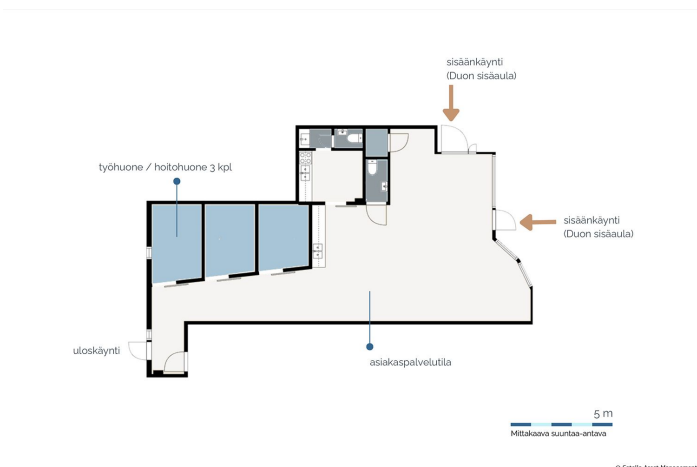 sisäänkäynti
(Duon sisäaula)
työhuone / hoitohuone 3 kpl
sisäänkäynti
(Duon sisäaula)
uloskäynti
asiakaspalvelutila
5 m
Mittakaava suuntaa-antava